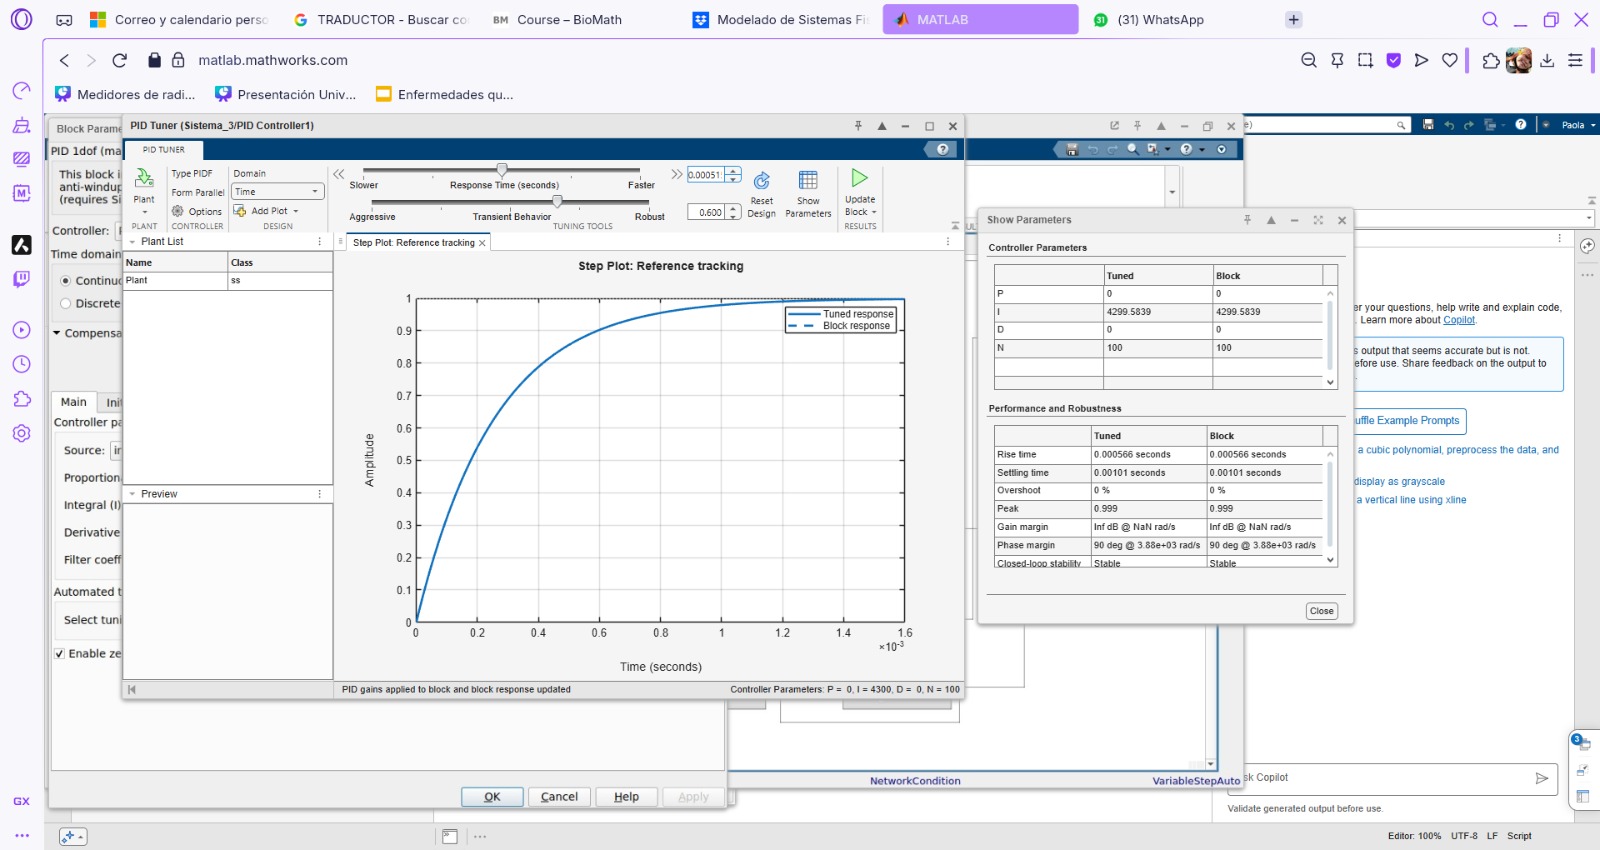 Correo y calendario perso
TRADUCTOR - Buscar co
BM Course – BioMath
Modelado de Sistemas Fi
MATLAB
(31) WhatsApp
matlab.mathworks.com
Medidores de radi...
Presentación Univ...
Enfermedades qu...
Block Parame
PID Tuner (Sistema_3/PID Controller1)
Paola
PID 1dof (ma
PID TUNER
This block i
anti-windup
(requires Si
Plant
Type PIDF
Form Parallel
Options
Domain
Time
Add Plot
Slower
Response Time (seconds)
Faster
0.00051
Aggressive
Transient Behavior
Robust
0.600
Reset
Design
Show
Parameters
Update
Block
PLANT
CONTROLLER
DESIGN
TUNING TOOLS
RESULTS
Controller:
Time domain
Continuo
Discrete
Compensa
Main
Init
Controller pa
Source: in
Proportion
Integral (I)
Derivative
Filter coeff
Automated t
Select tuni
Enable ze
Plant List
Name Class
Plant ss
Preview
Step Plot: Reference tracking
Step Plot: Reference tracking
Tuned response
Block response
Amplitude
1
0.9
0.8
0.7
0.6
0.5
0.4
0.3
0.2
0.1
0
0 0.2 0.4 0.6 0.8 1 1.2 1.4 1.6
×10-3
Time (seconds)
PID gains applied to block and block response updated
Controller Parameters: P = 0, I = 4300, D = 0, N = 100
OK
Cancel
Help
Apply
Show Parameters
Controller Parameters
Tuned Block
P 0 0
I 4299.5839 4299.5839
D 0 0
N 100 100
Performance and Robustness
Tuned Block
Rise time 0.000566 seconds 0.000566 seconds
Settling time 0.00101 seconds 0.00101 seconds
Overshoot 0 % 0 %
Peak 0.999 0.999
Gain margin Inf dB @ NaN rad/s Inf dB @ NaN rad/s
Phase margin 90 deg @ 3.88e+03 rad/s 90 deg @ 3.88e+03 rad/s
Closed-loop stability Stable Stable
Close
er your questions, help write and explain code,
. Learn more about Copilot.
s output that seems accurate but is not.
efore use. Share feedback on the output to
uffle Example Prompts
a cubic polynomial, preprocess the data, and
display as grayscale
a vertical line using xline
3
NetworkCondition
VariableStepAuto
sk Copilot
Validate generated output before use.
GX
Editor: 100% UTF-8 LF Script